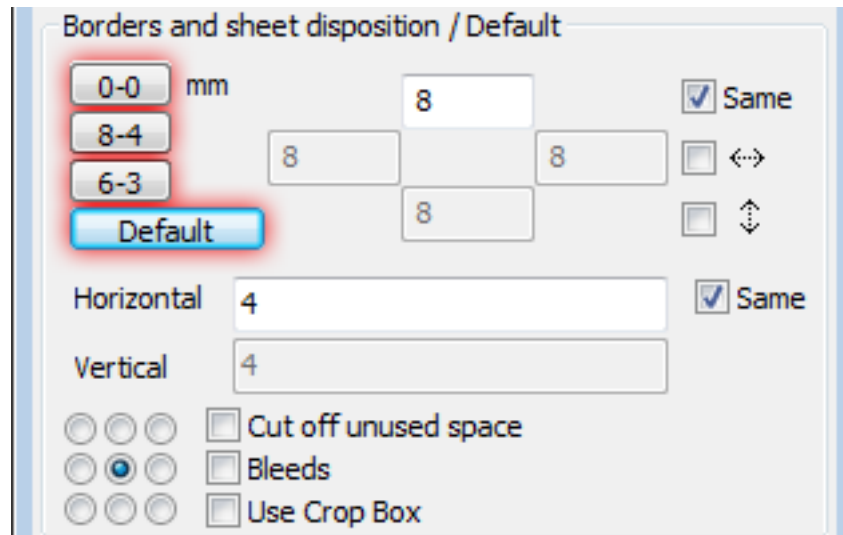 Borders and sheet disposition / Default
0-0 mm 8 Same
8-4
8 8
6-3
Default 8
Horizontal 4 Same
Vertical 4
Cut off unused space
Bleeds
Use Crop Box